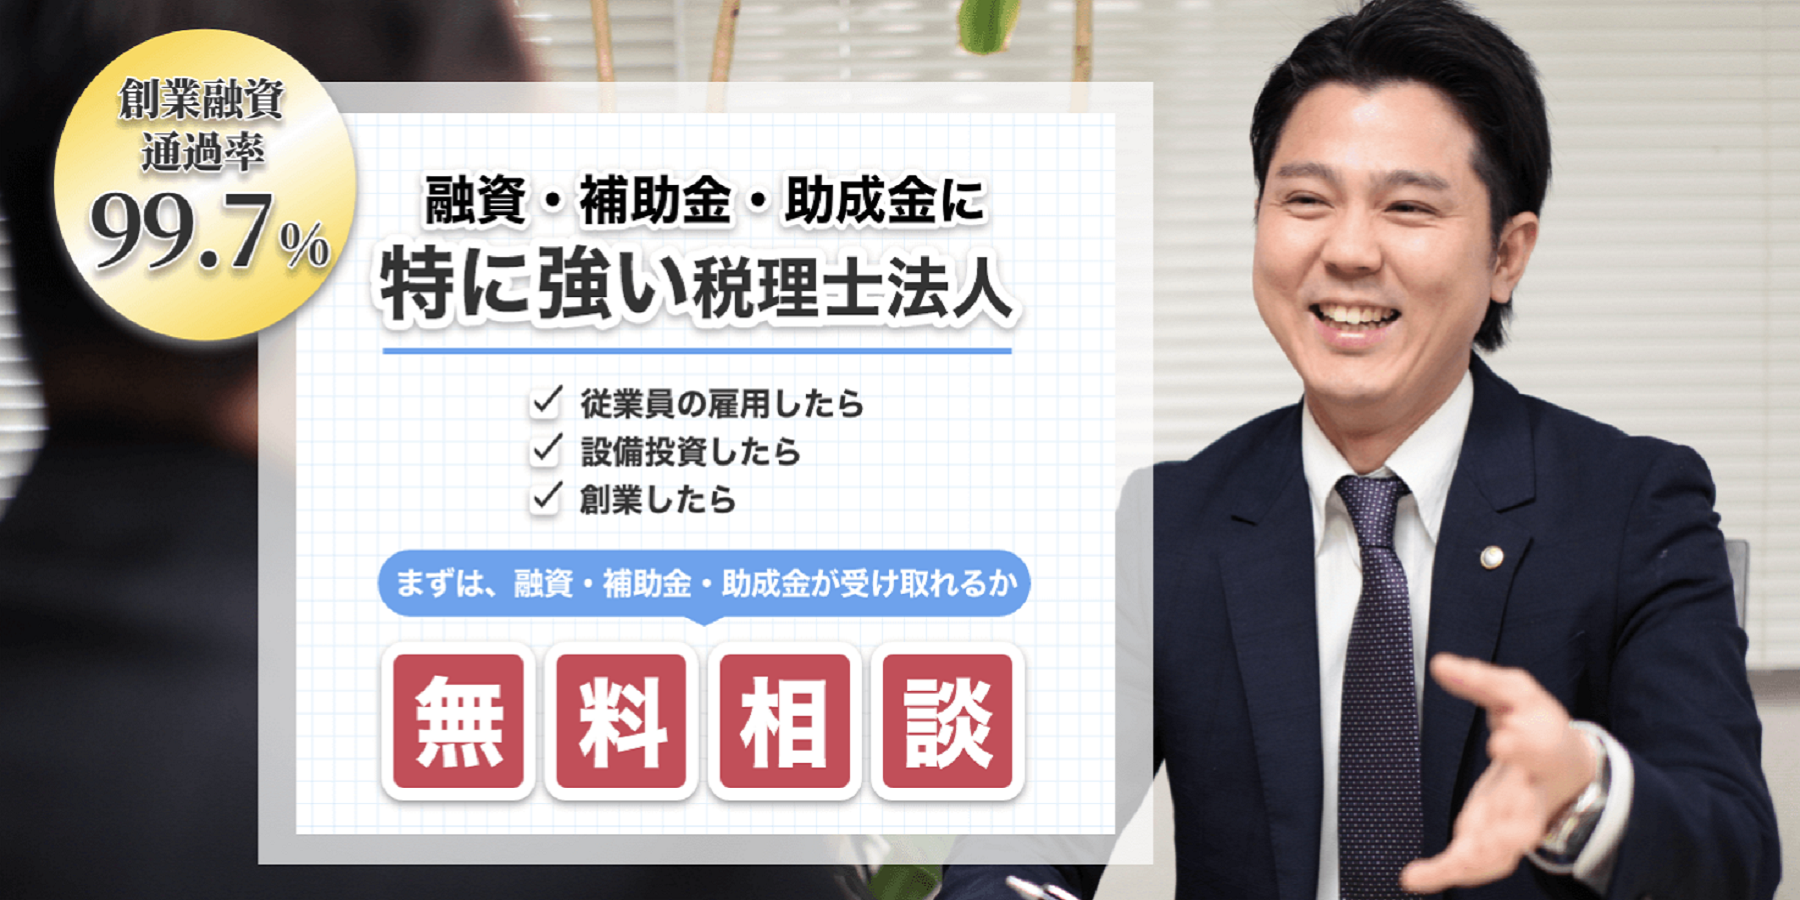 創業融資
通過率
99.7%
融資・補助金・助成金に
特に強い税理士法人
従業員の雇用したら
設備投資したら
創業したら
まずは、融資・補助金・助成金が受け取れるか
無料相談